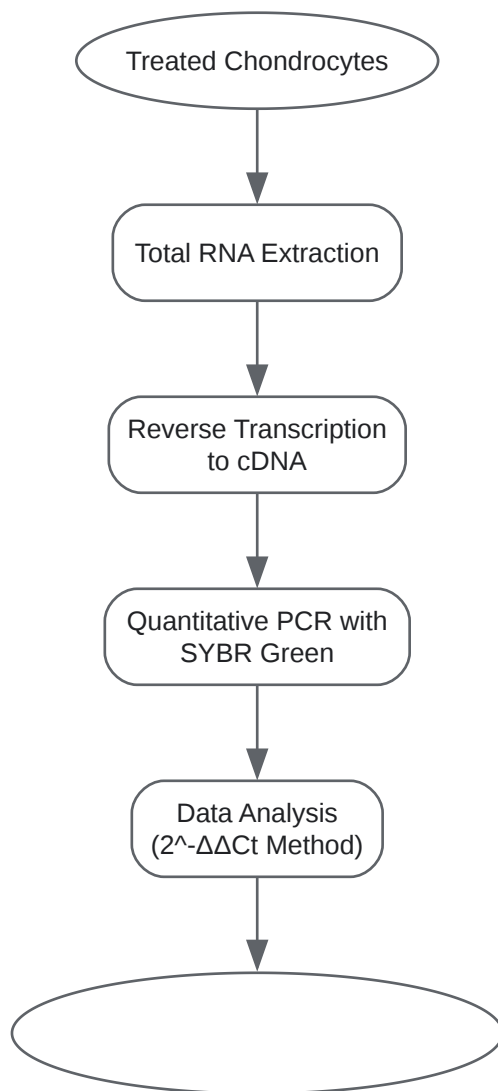 Treated Chondrocytes
Total RNA Extraction
Reverse Transcription
to cDNA
Quantitative PCR with
SYBR Green
Data Analysis
(2^-ΔΔCt Method)